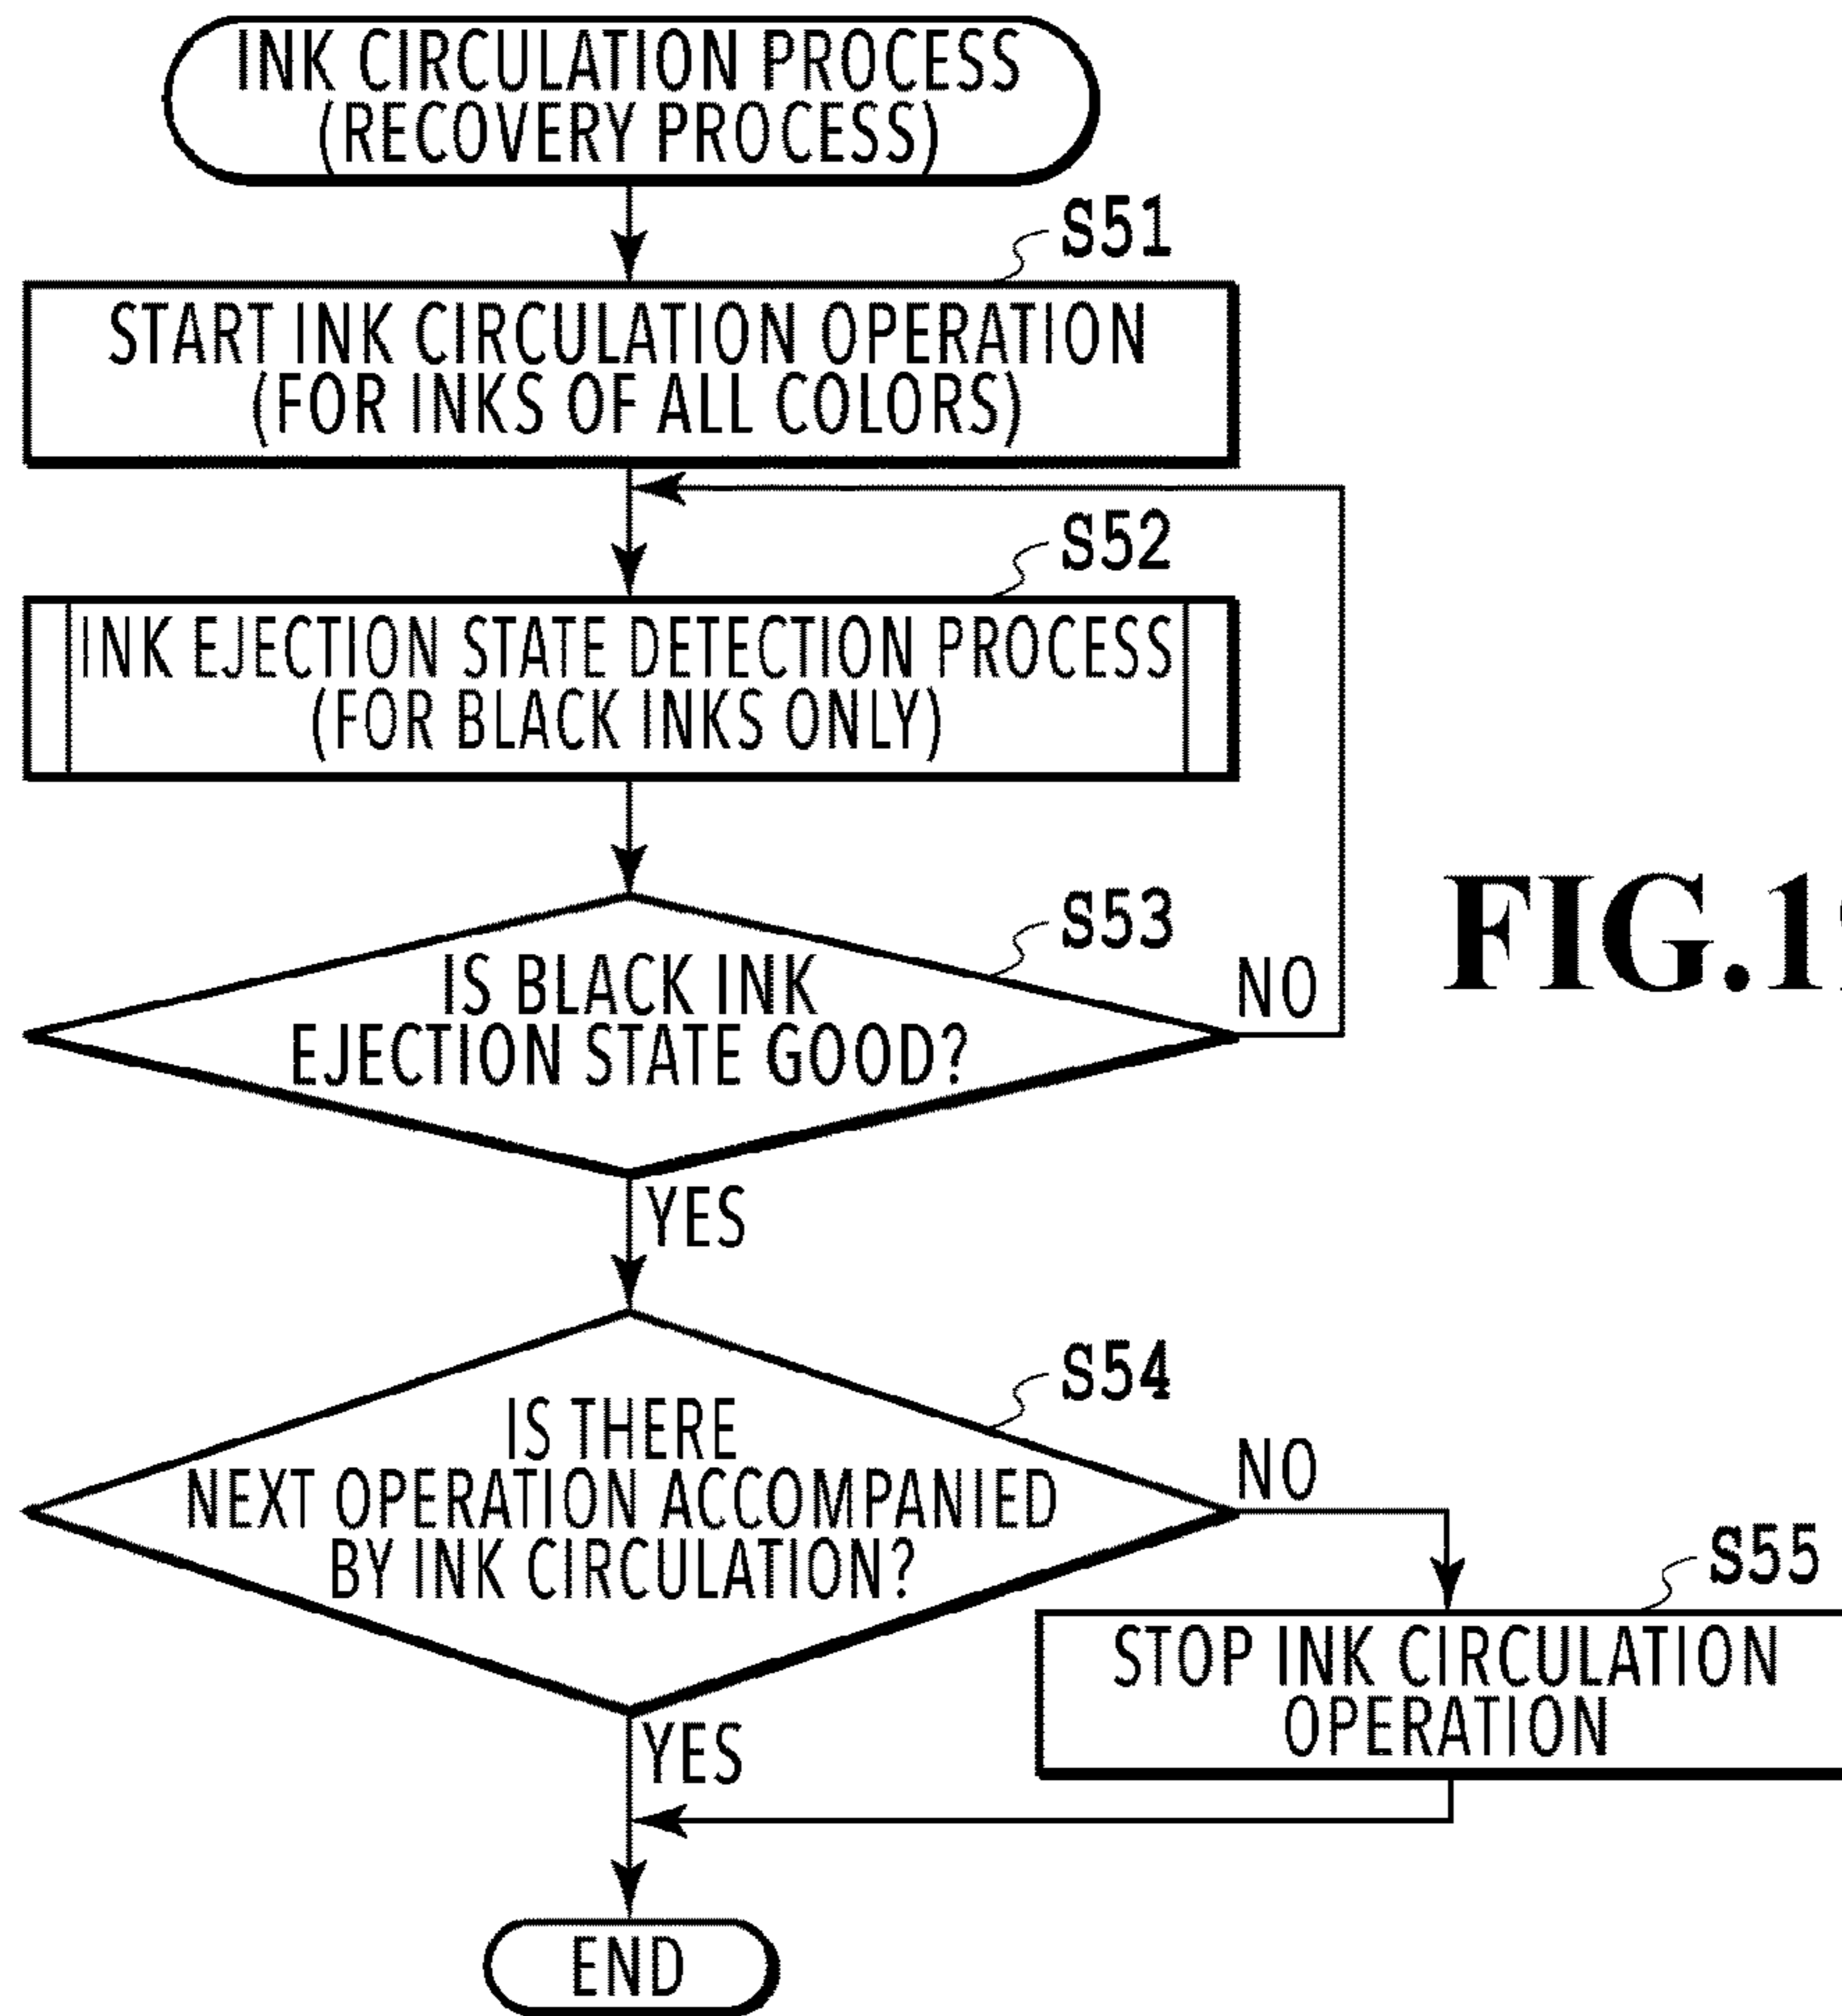 INK CIRCULATION PROCESS
(RECOVERY PROCESS)
S51
START INK CIRCULATION OPERATION
(FOR INKS OF ALL COLORS)
S52
INK EJECTION STATE DETECTION PROCESS
(FOR BLACK INKS ONLY)
S53
IS BLACK INK
EJECTION STATE GOOD?
NO
FIG.1
YES
S54
IS THERE
NEXT OPERATION ACCOMPANIED
BY INK CIRCULATION?
NO
S55
STOP INK CIRCULATION
OPERATION
YES
END